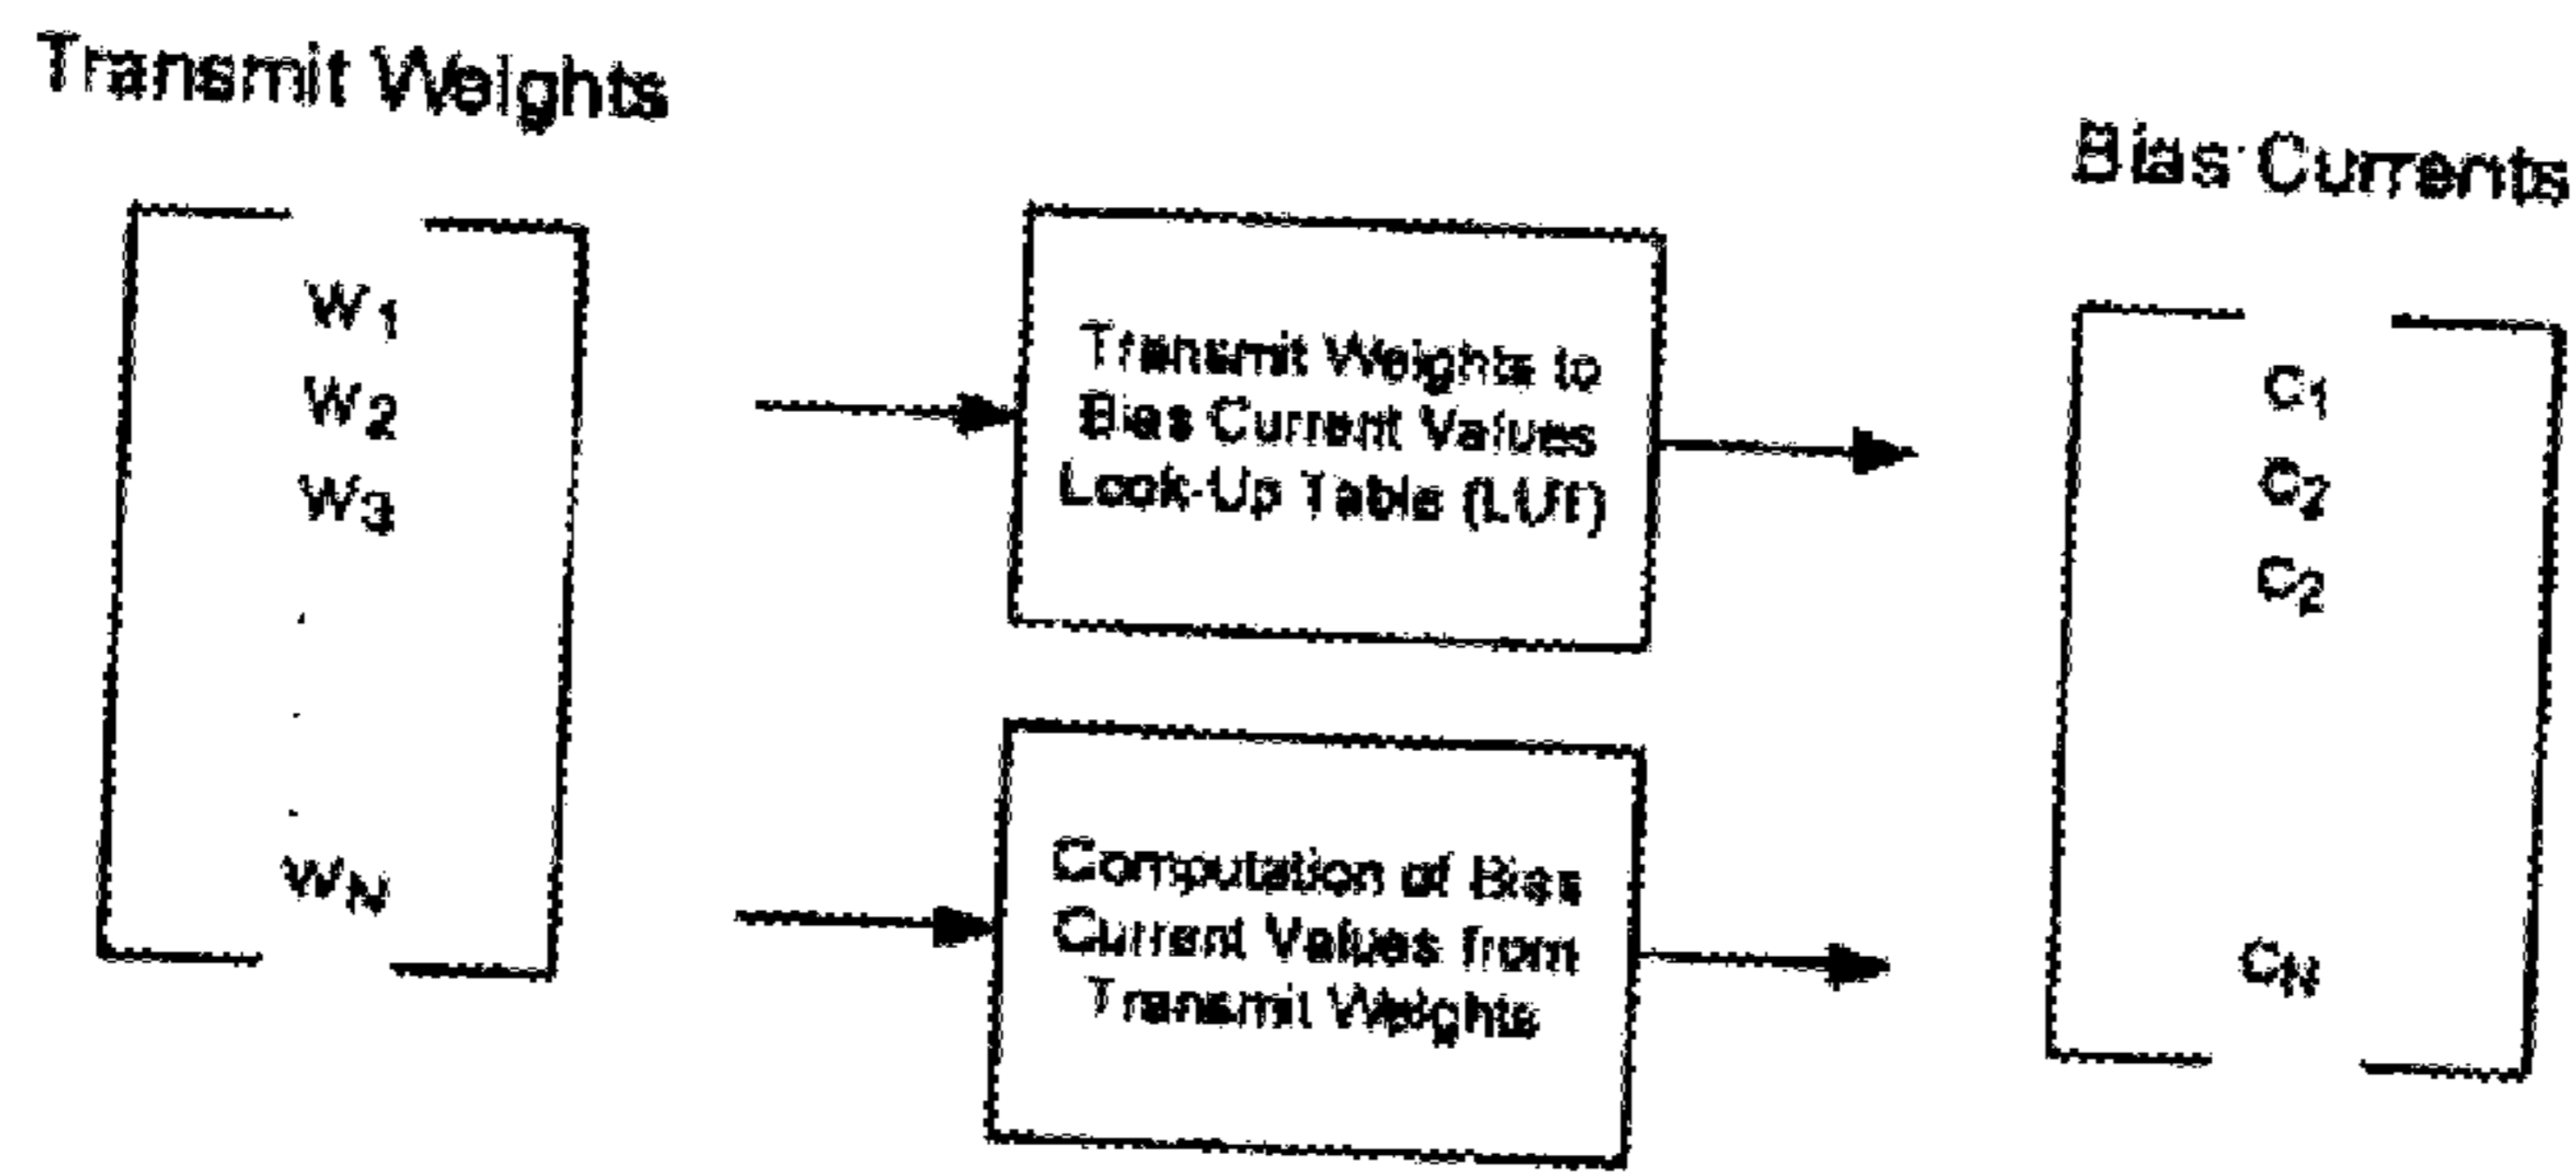 Transmit Weights
W1
W2
W3
.
.
.
WN
Transmit Weights to
Bias Current Values
Look-Up Table (LUT)
Computation of Bias
Current Values from
Transmit Weights
Bias Currents
C1
C2
C2
CN